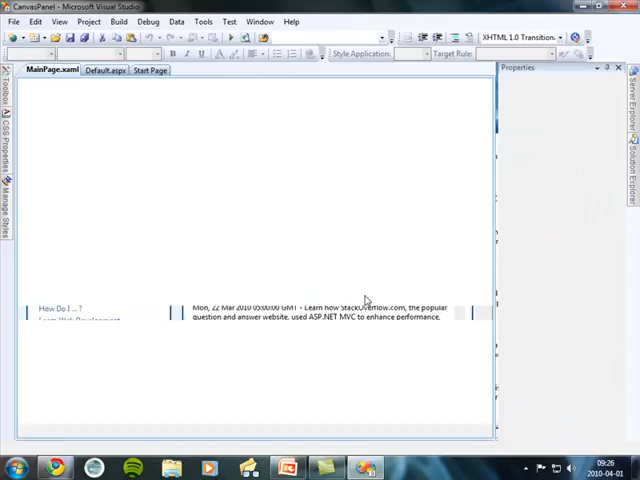 CanvasPanel - Microsoft Visual Studio
File Edit View Project Build Debug Data Tools Test Window Help
XHTML 1.0 Transition
Style Application: Target Rule:
MainPage.xaml Default.aspx Start Page
Properties
Toolbox
CSS Properties
Manage Styles
Server Explorer
Solution Explorer
How Do I ... ?
Learn Web Development
Mon, 22 Mar 2010 05:00:00 GMT - Learn how StackOverflow.com, the popular
question and answer website, used ASP.NET MVC to enhance performance,
09:26
2010-04-01